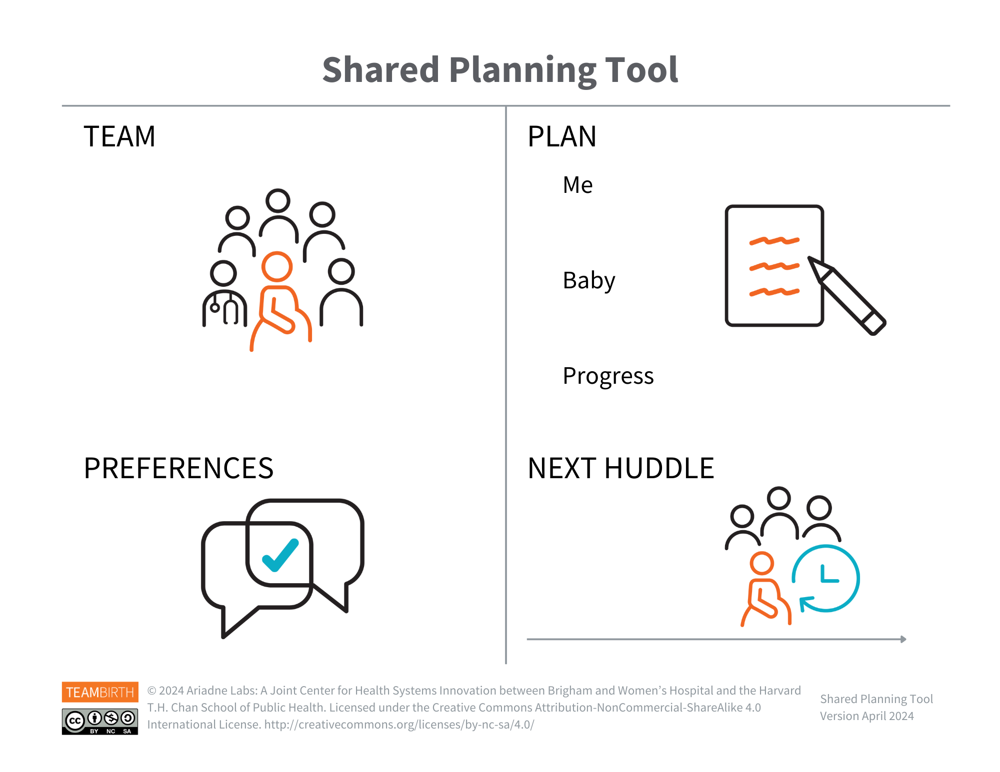 Shared Planning Tool
TEAM
PLAN
Me
Baby
Progress
PREFERENCES
NEXT HUDDLE
TEAMBIRTH
© 2024 Ariadne Labs: A Joint Center for Health Systems Innovation between Brigham and Women’s Hospital and the Harvard
T.H. Chan School of Public Health. Licensed under the Creative Commons Attribution-NonCommercial-ShareAlike 4.0
International License. http://creativecommons.org/licenses/by-nc-sa/4.0/
cc
BY NC SA
Shared Planning Tool
Version April 2024